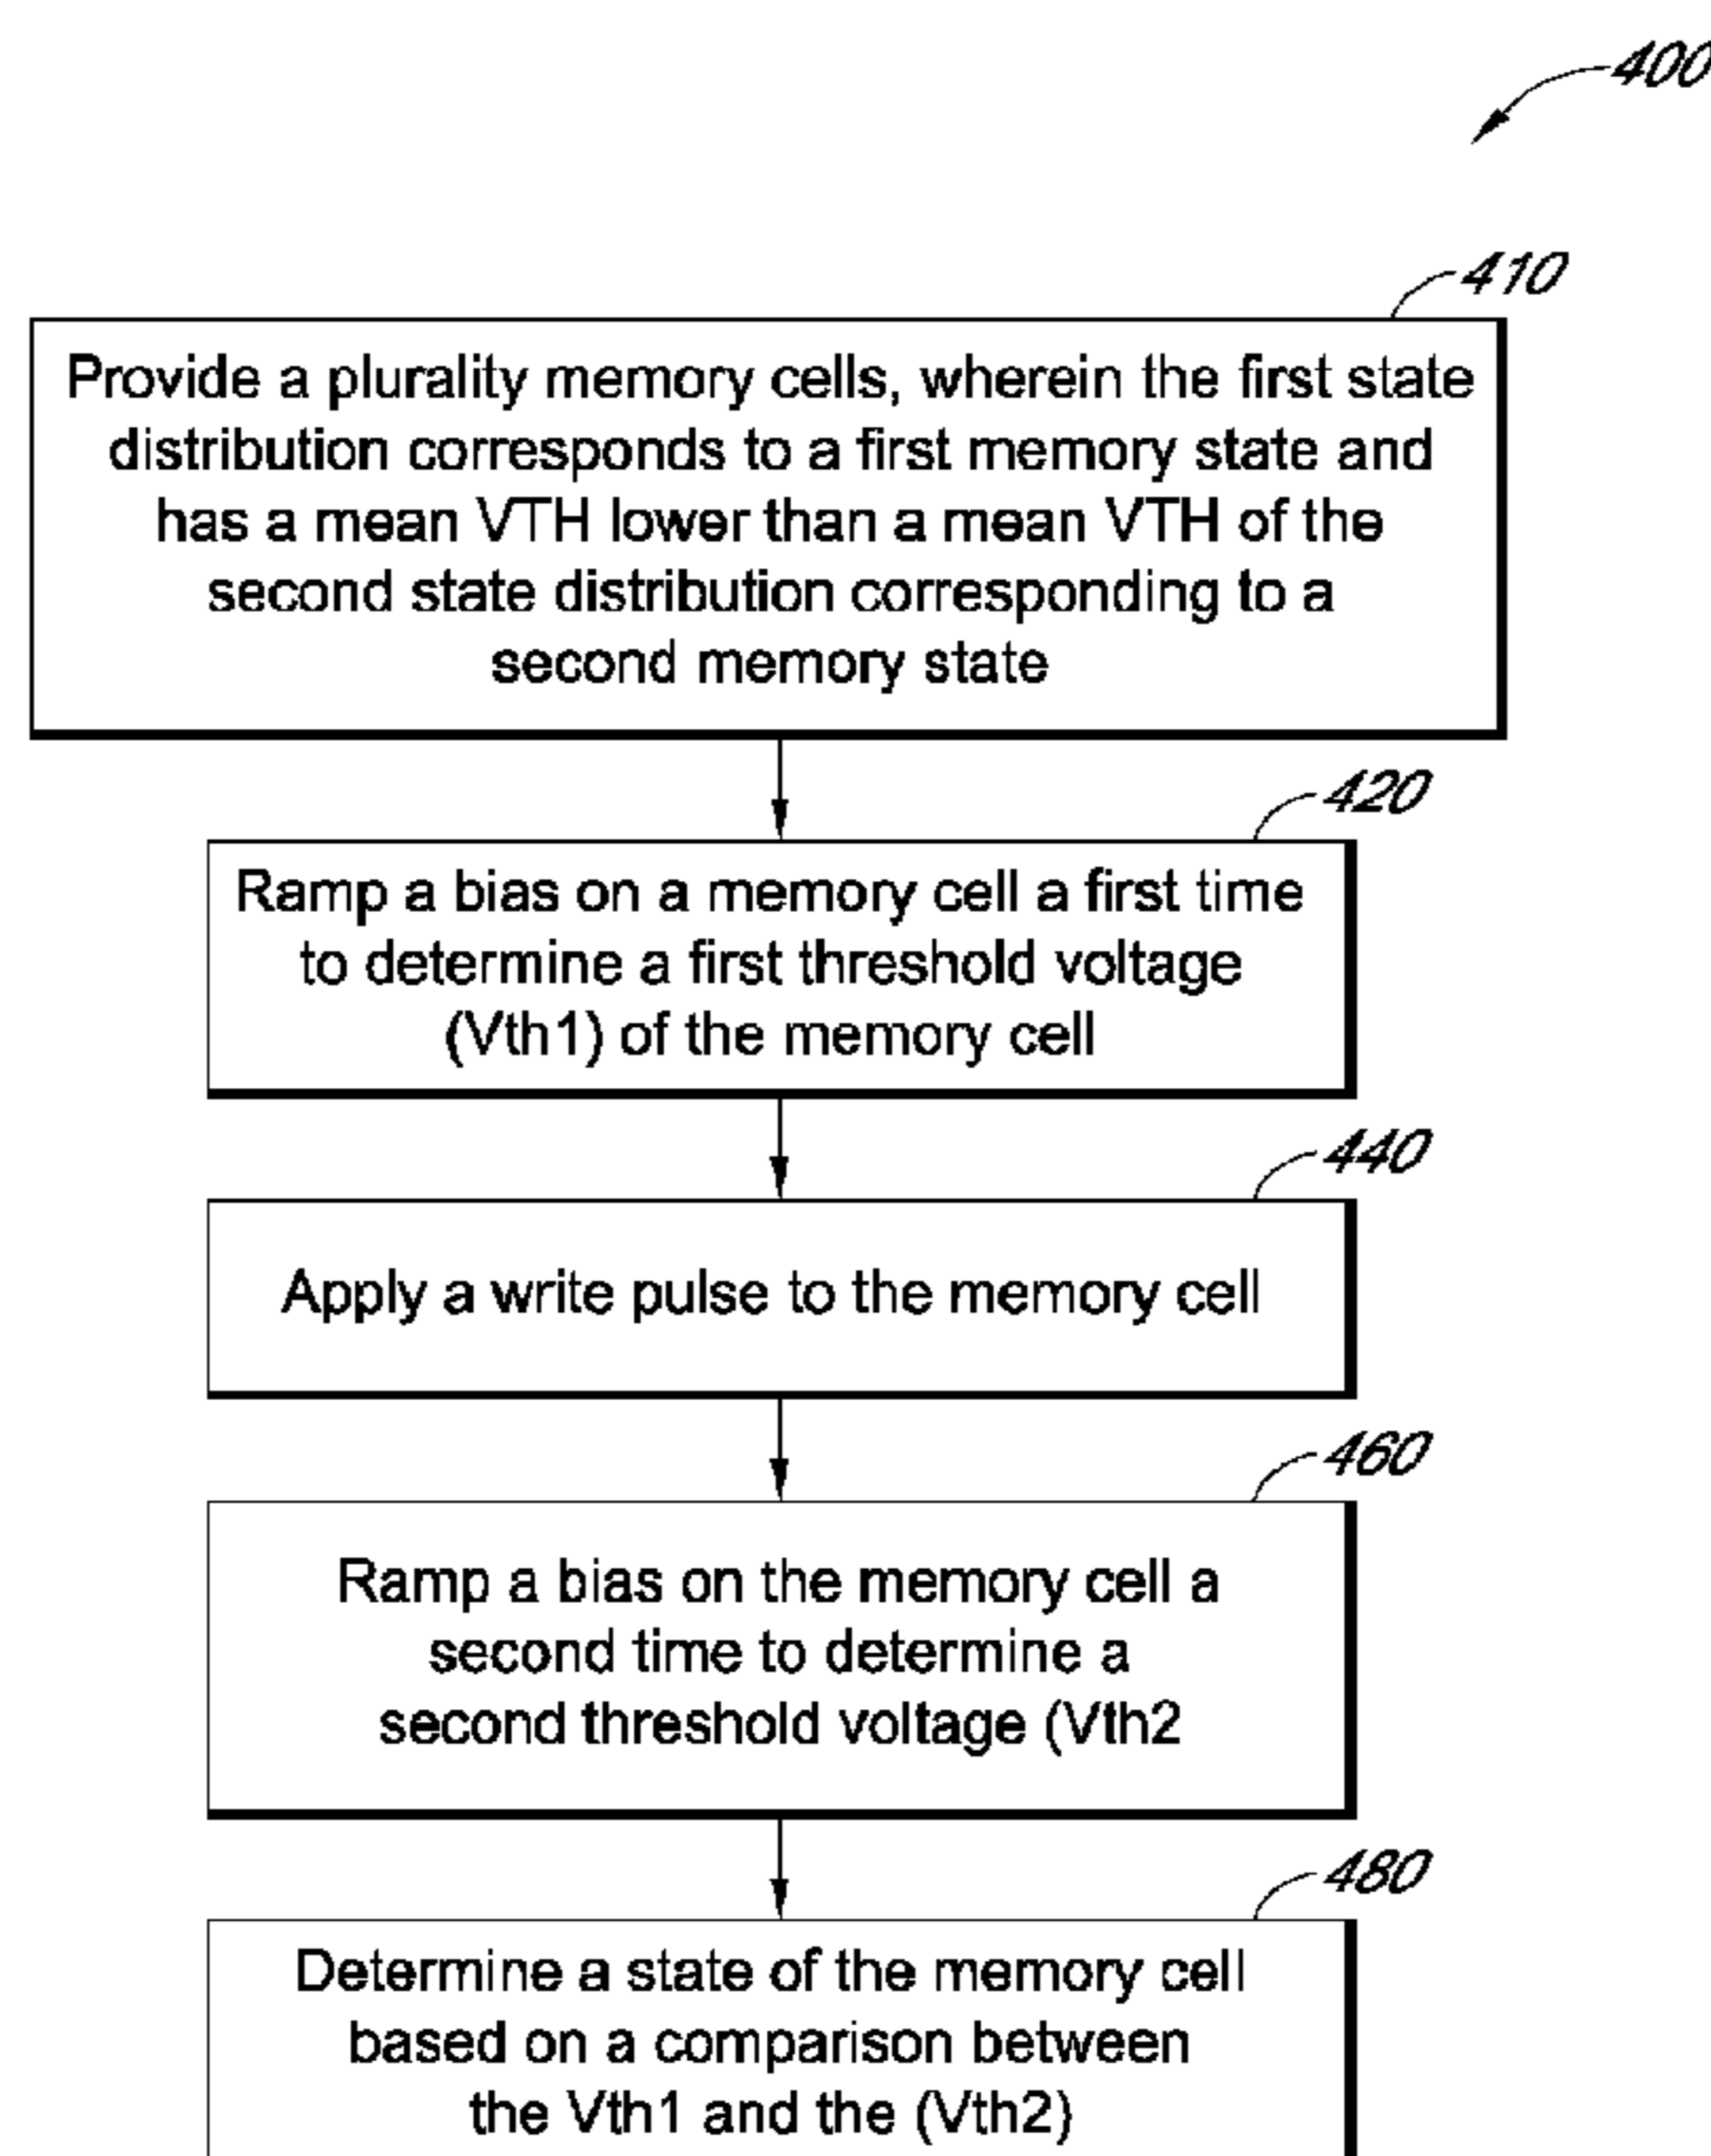 400
410
Provide a plurality memory cells, wherein the first state
distribution corresponds to a first memory state and
has a mean VTH lower than a mean VTH of the
second state distribution corresponding to a
second memory state
420
Ramp a bias on a memory cell a first time
to determine a first threshold voltage
(Vth1) of the memory cell
440
Apply a write pulse to the memory cell
460
Ramp a bias on the memory cell a
second time to determine a
second threshold voltage (Vth2
480
Determine a state of the memory cell
based on a comparison between
the Vth1 and the (Vth2)